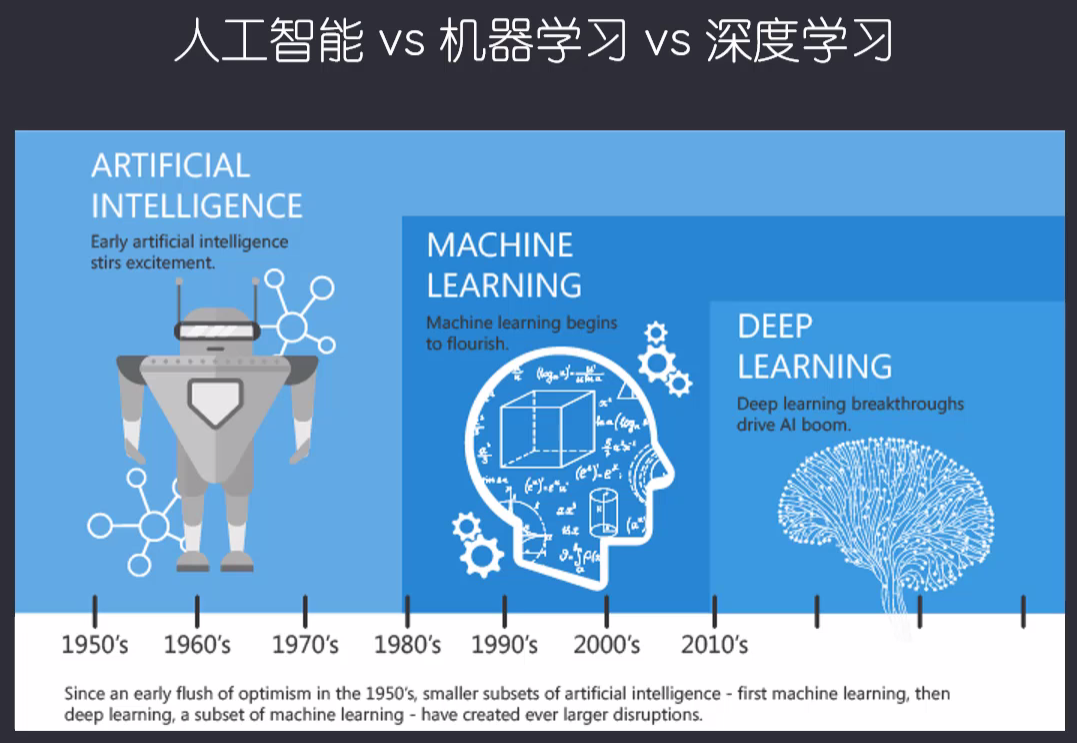 人工智能 vs 机器学习 vs 深度学习
ARTIFICIAL
INTELLIGENCE
Early artificial intelligence
stirs excitement.
MACHINE
LEARNING
Machine learning begins
to flourish.
DEEP
LEARNING
Deep learning breakthroughs
drive AI boom.
1950's 1960's 1970's 1980's 1990's 2000's 2010's
Since an early flush of optimism in the 1950's, smaller subsets of artificial intelligence - first machine learning, then
deep learning, a subset of machine learning - have created ever larger disruptions.